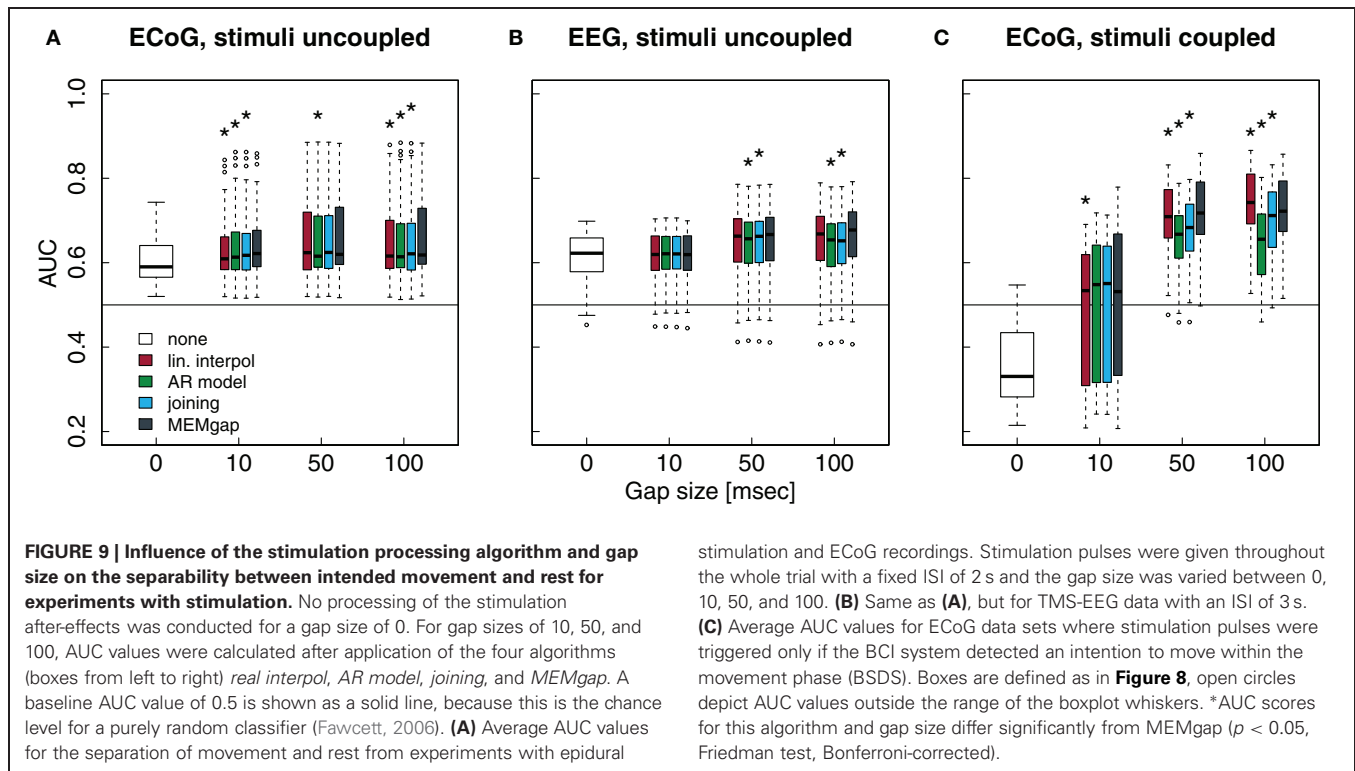 A ECoG, stimuli uncoupled
B EEG, stimuli uncoupled
C ECoG, stimuli coupled
AUC
1.0
0.8
0.6
0.4
0.2
* * * * * * *
* * * *
* * * * * * *
none
lin. interpol
AR model
joining
MEMgap
0 10 50 100
0 10 50 100
0 10 50 100
Gap size [msec]
FIGURE 9 | Influence of the stimulation processing algorithm and gap
size on the separability between intended movement and rest for
experiments with stimulation. No processing of the stimulation
after-effects was conducted for a gap size of 0. For gap sizes of 10, 50, and
100, AUC values were calculated after application of the four algorithms
(boxes from left to right) real interpol, AR model, joining, and MEMgap. A
baseline AUC value of 0.5 is shown as a solid line, because this is the chance
level for a purely random classifier (Fawcett, 2006). (A) Average AUC values
for the separation of movement and rest from experiments with epidural
stimulation and ECoG recordings. Stimulation pulses were given throughout
the whole trial with a fixed ISI of 2 s and the gap size was varied between 0,
10, 50, and 100. (B) Same as (A), but for TMS-EEG data with an ISI of 3 s.
(C) Average AUC values for ECoG data sets where stimulation pulses were
triggered only if the BCI system detected an intention to move within the
movement phase (BSDS). Boxes are defined as in Figure 8, open circles
depict AUC values outside the range of the boxplot whiskers. *AUC scores
for this algorithm and gap size differ significantly from MEMgap (p < 0.05,
Friedman test, Bonferroni-corrected).